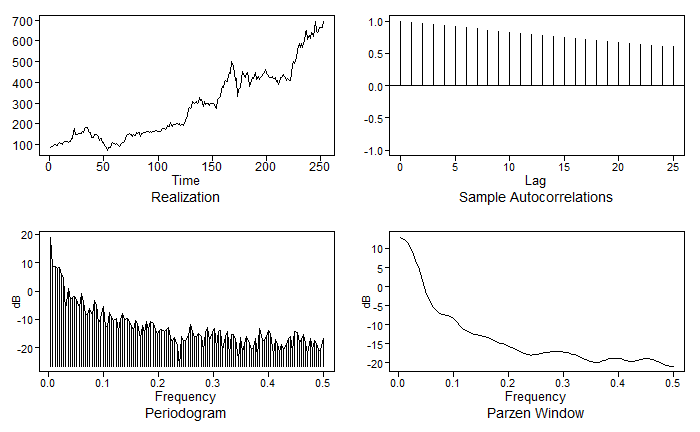 700
600
500
400
300
200
100
0 50 100 150 200 250
Time
Realization
1.0
0.5
0.0
-0.5
-1.0
0 5 10 15 20 25
Lag
Sample Autocorrelations
20
10
0
-10
-20
dB
0.0 0.1 0.2 0.3 0.4 0.5
Frequency
Periodogram
10
5
0
-5
-10
-15
-20
dB
0.0 0.1 0.2 0.3 0.4 0.5
Frequency
Parzen Window